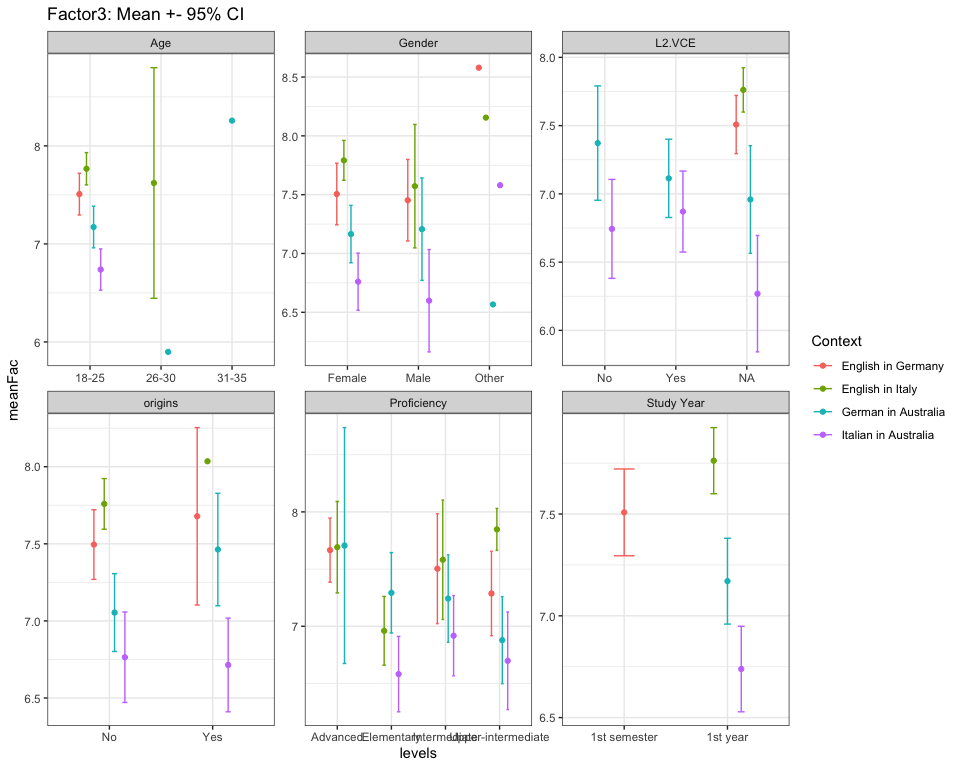 Factor3: Mean +- 95% CI
Age
Gender
L2.VCE
8
7
6
8.5
8.0
7.5
7.0
6.5
8.0
7.5
7.0
6.5
6.0
18-25 26-30 31-35
Female Male Other
No Yes NA
meanFac
origins
Proficiency
Study Year
8.0
7.5
7.0
6.5
8
7
7.5
7.0
6.5
No Yes
Advanced Elementary Intermediate Upper-intermediate
1st semester 1st year
levels
Context
English in Germany
English in Italy
German in Australia
Italian in Australia